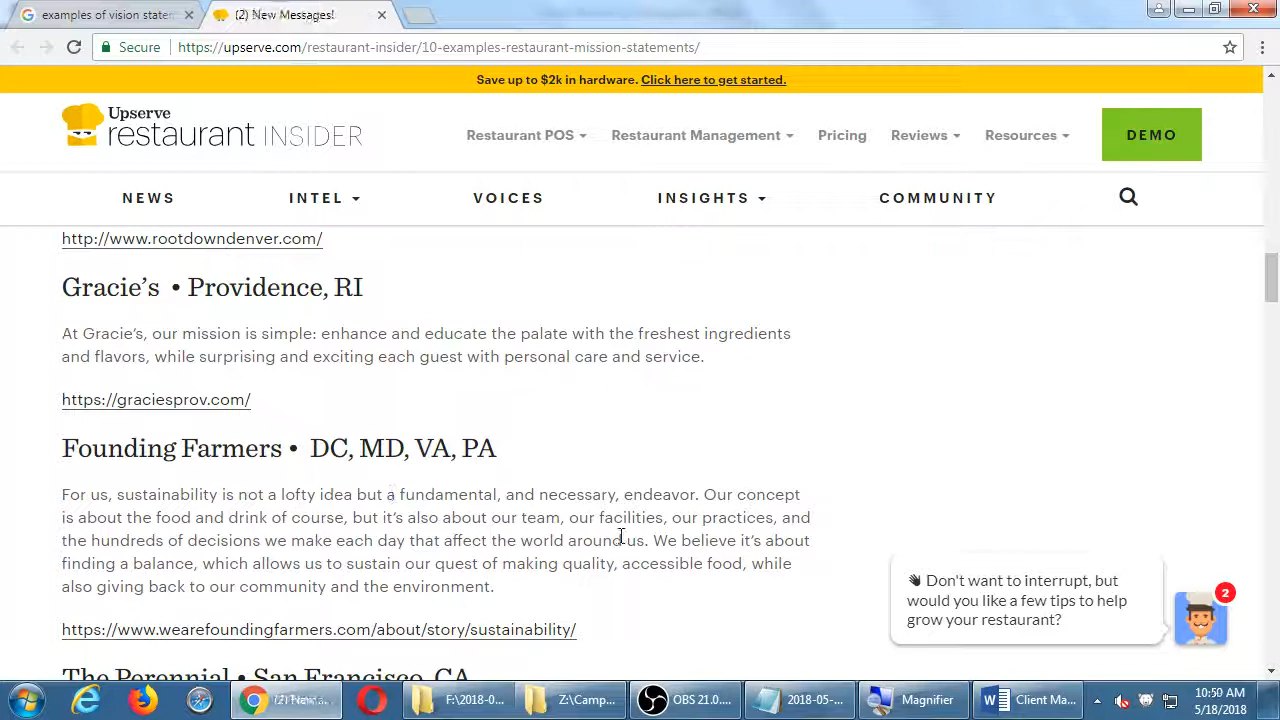 examples of vision statem
(2) New Messages!
Secure
https://upserve.com/restaurant-insider/10-examples-restaurant-mission-statements/
Save up to $2k in hardware. Click here to get started.
Upserve
restaurant INSIDER
Restaurant POS
Restaurant Management
Pricing
Reviews
Resources
DEMO
NEWS
INTEL
VOICES
INSIGHTS
COMMUNITY
http://www.rootdowndenver.com/
Gracie’s • Providence, RI
At Gracie’s, our mission is simple: enhance and educate the palate with the freshest ingredients
and flavors, while surprising and exciting each guest with personal care and service.
https://graciesprov.com/
Founding Farmers • DC, MD, VA, PA
For us, sustainability is not a lofty idea but a fundamental, and necessary, endeavor. Our concept
is about the food and drink of course, but it’s also about our team, our facilities, our practices, and
the hundreds of decisions we make each day that affect the world around us. We believe it’s about
finding a balance, which allows us to sustain our quest of making quality, accessible food, while
also giving back to our community and the environment.
https://www.wearefoundingfarmers.com/about/story/sustainability/
The Perennial • San Francisco, CA
Don't want to interrupt, but
would you like a few tips to help
grow your restaurant?
2
(2) New Me...
F:\2018-0...
Z:\Camp...
OBS 21.0....
2018-05-...
Magnifier
Client Ma...
10:50 AM
5/18/2018